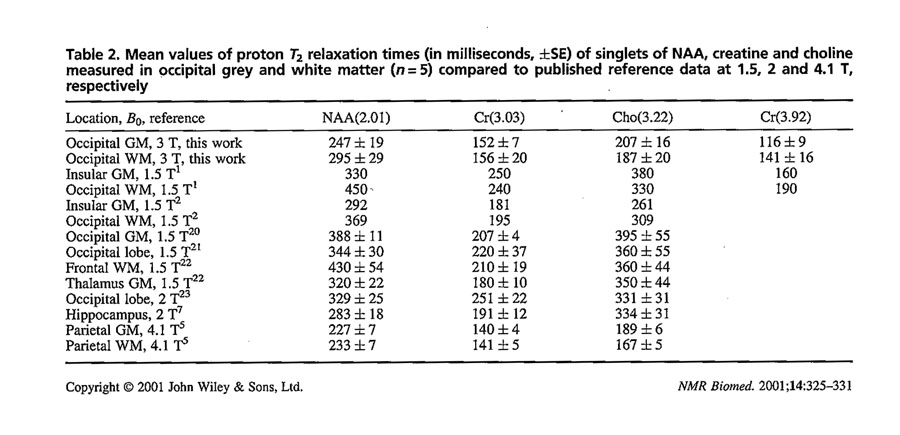 Table 2. Mean values of proton T2 relaxation times (in milliseconds, ±SE) of singlets of NAA, creatine and choline
measured in occipital grey and white matter (n = 5) compared to published reference data at 1.5, 2 and 4.1 T,
respectively
Location, B0, reference NAA(2.01) Cr(3.03) Cho(3.22) Cr(3.92)
Occipital GM, 3 T, this work 247 ± 19 152 ± 7 207 ± 16 116 ± 9
Occipital WM, 3 T, this work 295 ± 29 156 ± 20 187 ± 20 141 ± 16
Insular GM, 1.5 T1 330 250 380 160
Occipital WM, 1.5 T1 450 240 330 190
Insular GM, 1.5 T2 292 181 261
Occipital WM, 1.5 T2 369 195 309
Occipital GM, 1.5 T20 388 ± 11 207 ± 4 395 ± 55
Occipital lobe, 1.5 T21 344 ± 30 220 ± 37 360 ± 55
Frontal WM, 1.5 T22 430 ± 54 210 ± 19 360 ± 44
Thalamus GM, 1.5 T22 320 ± 22 180 ± 10 350 ± 44
Occipital lobe, 2 T23 329 ± 25 251 ± 22 331 ± 31
Hippocampus, 2 T7 283 ± 18 191 ± 12 334 ± 31
Parietal GM, 4.1 T5 227 ± 7 140 ± 4 189 ± 6
Parietal WM, 4.1 T5 233 ± 7 141 ± 5 167 ± 5
Copyright © 2001 John Wiley & Sons, Ltd. NMR Biomed. 2001;14:325–331